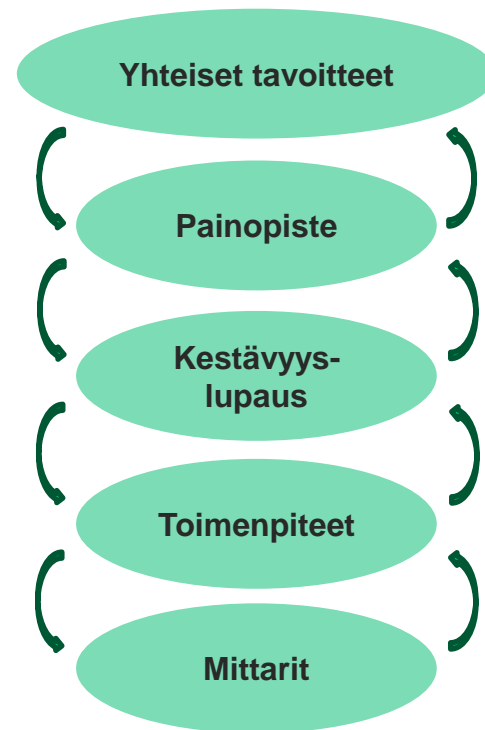 Yhteiset tavoitteet
Painopiste
Kestävyys-
lupaus
Toimenpiteet
Mittarit